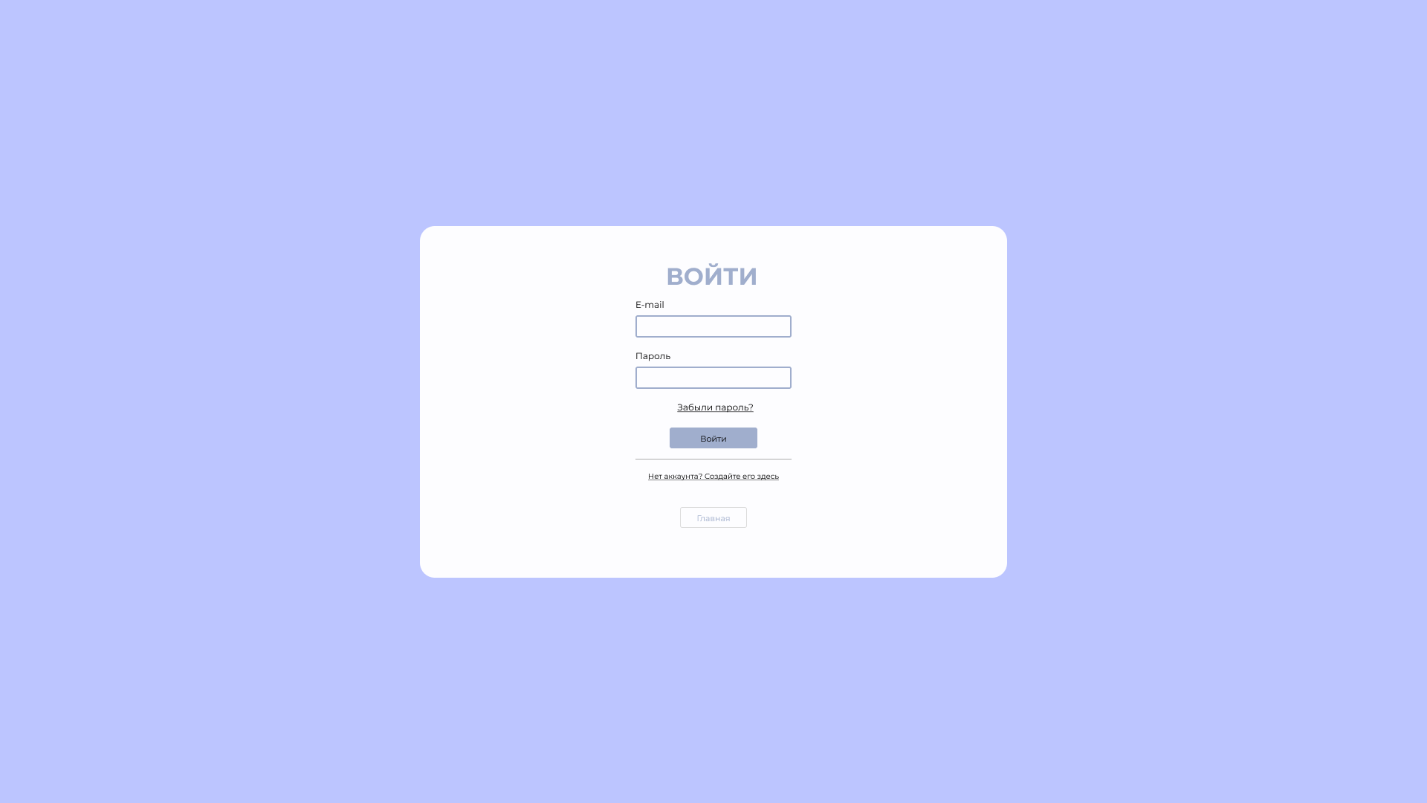 ВОЙТИ
E-mail
Пароль
Забыли пароль?
Войти
Нет аккаунта? Создайте его здесь
Главная